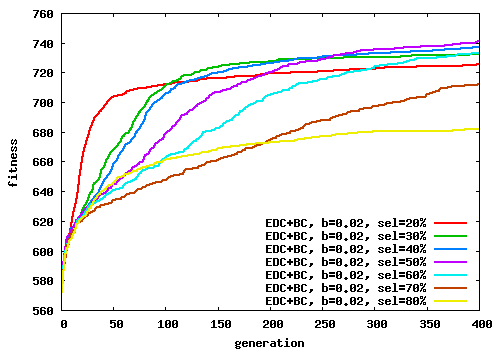 760
740
720
700
680
660
640
620
600
580
560
fitness
EDC+BC, b=0.02, sel=20%
EDC+BC, b=0.02, sel=30%
EDC+BC, b=0.02, sel=40%
EDC+BC, b=0.02, sel=50%
EDC+BC, b=0.02, sel=60%
EDC+BC, b=0.02, sel=70%
EDC+BC, b=0.02, sel=80%
0 50 100 150 200 250 300 350 400
generation